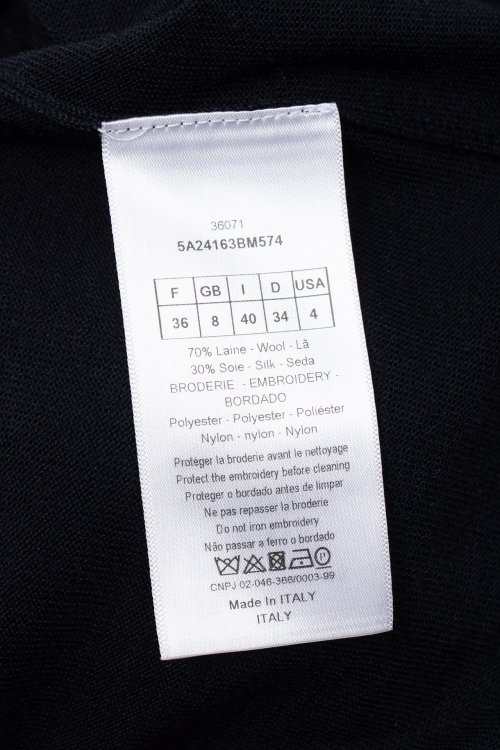 36071
5A24163BM574
F GB I D USA
36 8 40 34 4
70% Laine - Wool - Lã
30% Soie - Silk - Seda
BRODERIE - EMBROIDERY -
BORDADO
Polyester - Polyester - Poliéster
Nylon - nylon - Nylon
Protéger la broderie avant le nettoyage
Protect the embroidery before cleaning
Proteger o bordado antes de limpar
Ne pas repasser la broderie
Do not iron embroidery
Não passar a ferro o bordado
P
CNPJ 02-046-366/0003-99
Made In ITALY
ITALY